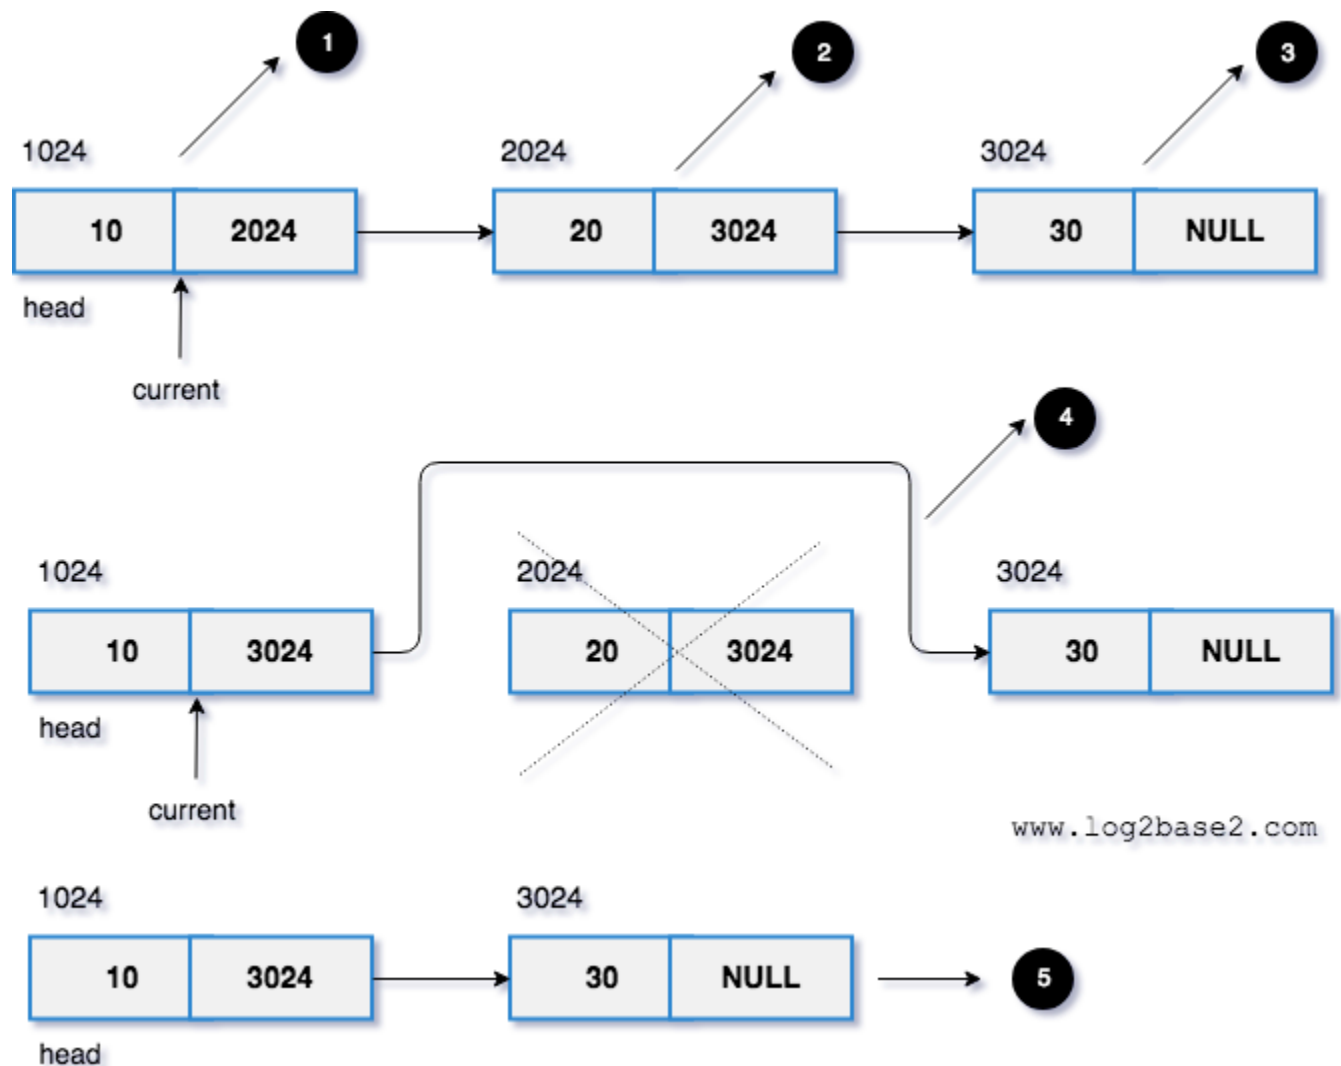 1 2 3
1024 2024 3024
10 2024 20 3024 30 NULL
head
current
4
1024 2024 3024
10 3024 20 3024 30 NULL
head
current
www.log2base2.com
1024 3024
10 3024 30 NULL 5
head